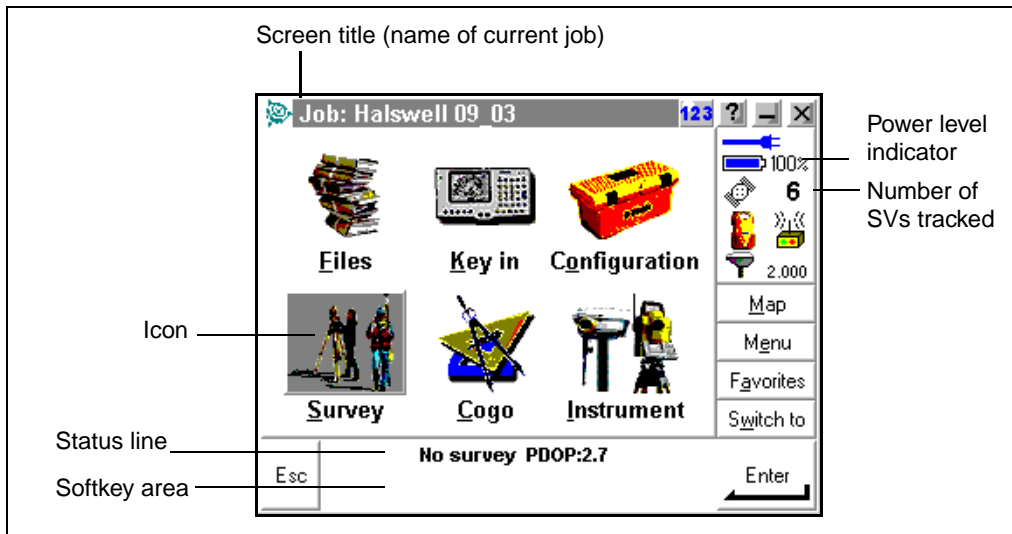 Screen title (name of current job)
Job: Halswell 09_03
123
?
Power level
indicator
100%
Number of
SVs tracked
6
2.000
Files
Key in
Configuration
Map
Menu
Icon
Favorites
Survey
Cogo
Instrument
Switch to
Status line
No survey PDOP:2.7
Softkey area
Esc
Enter